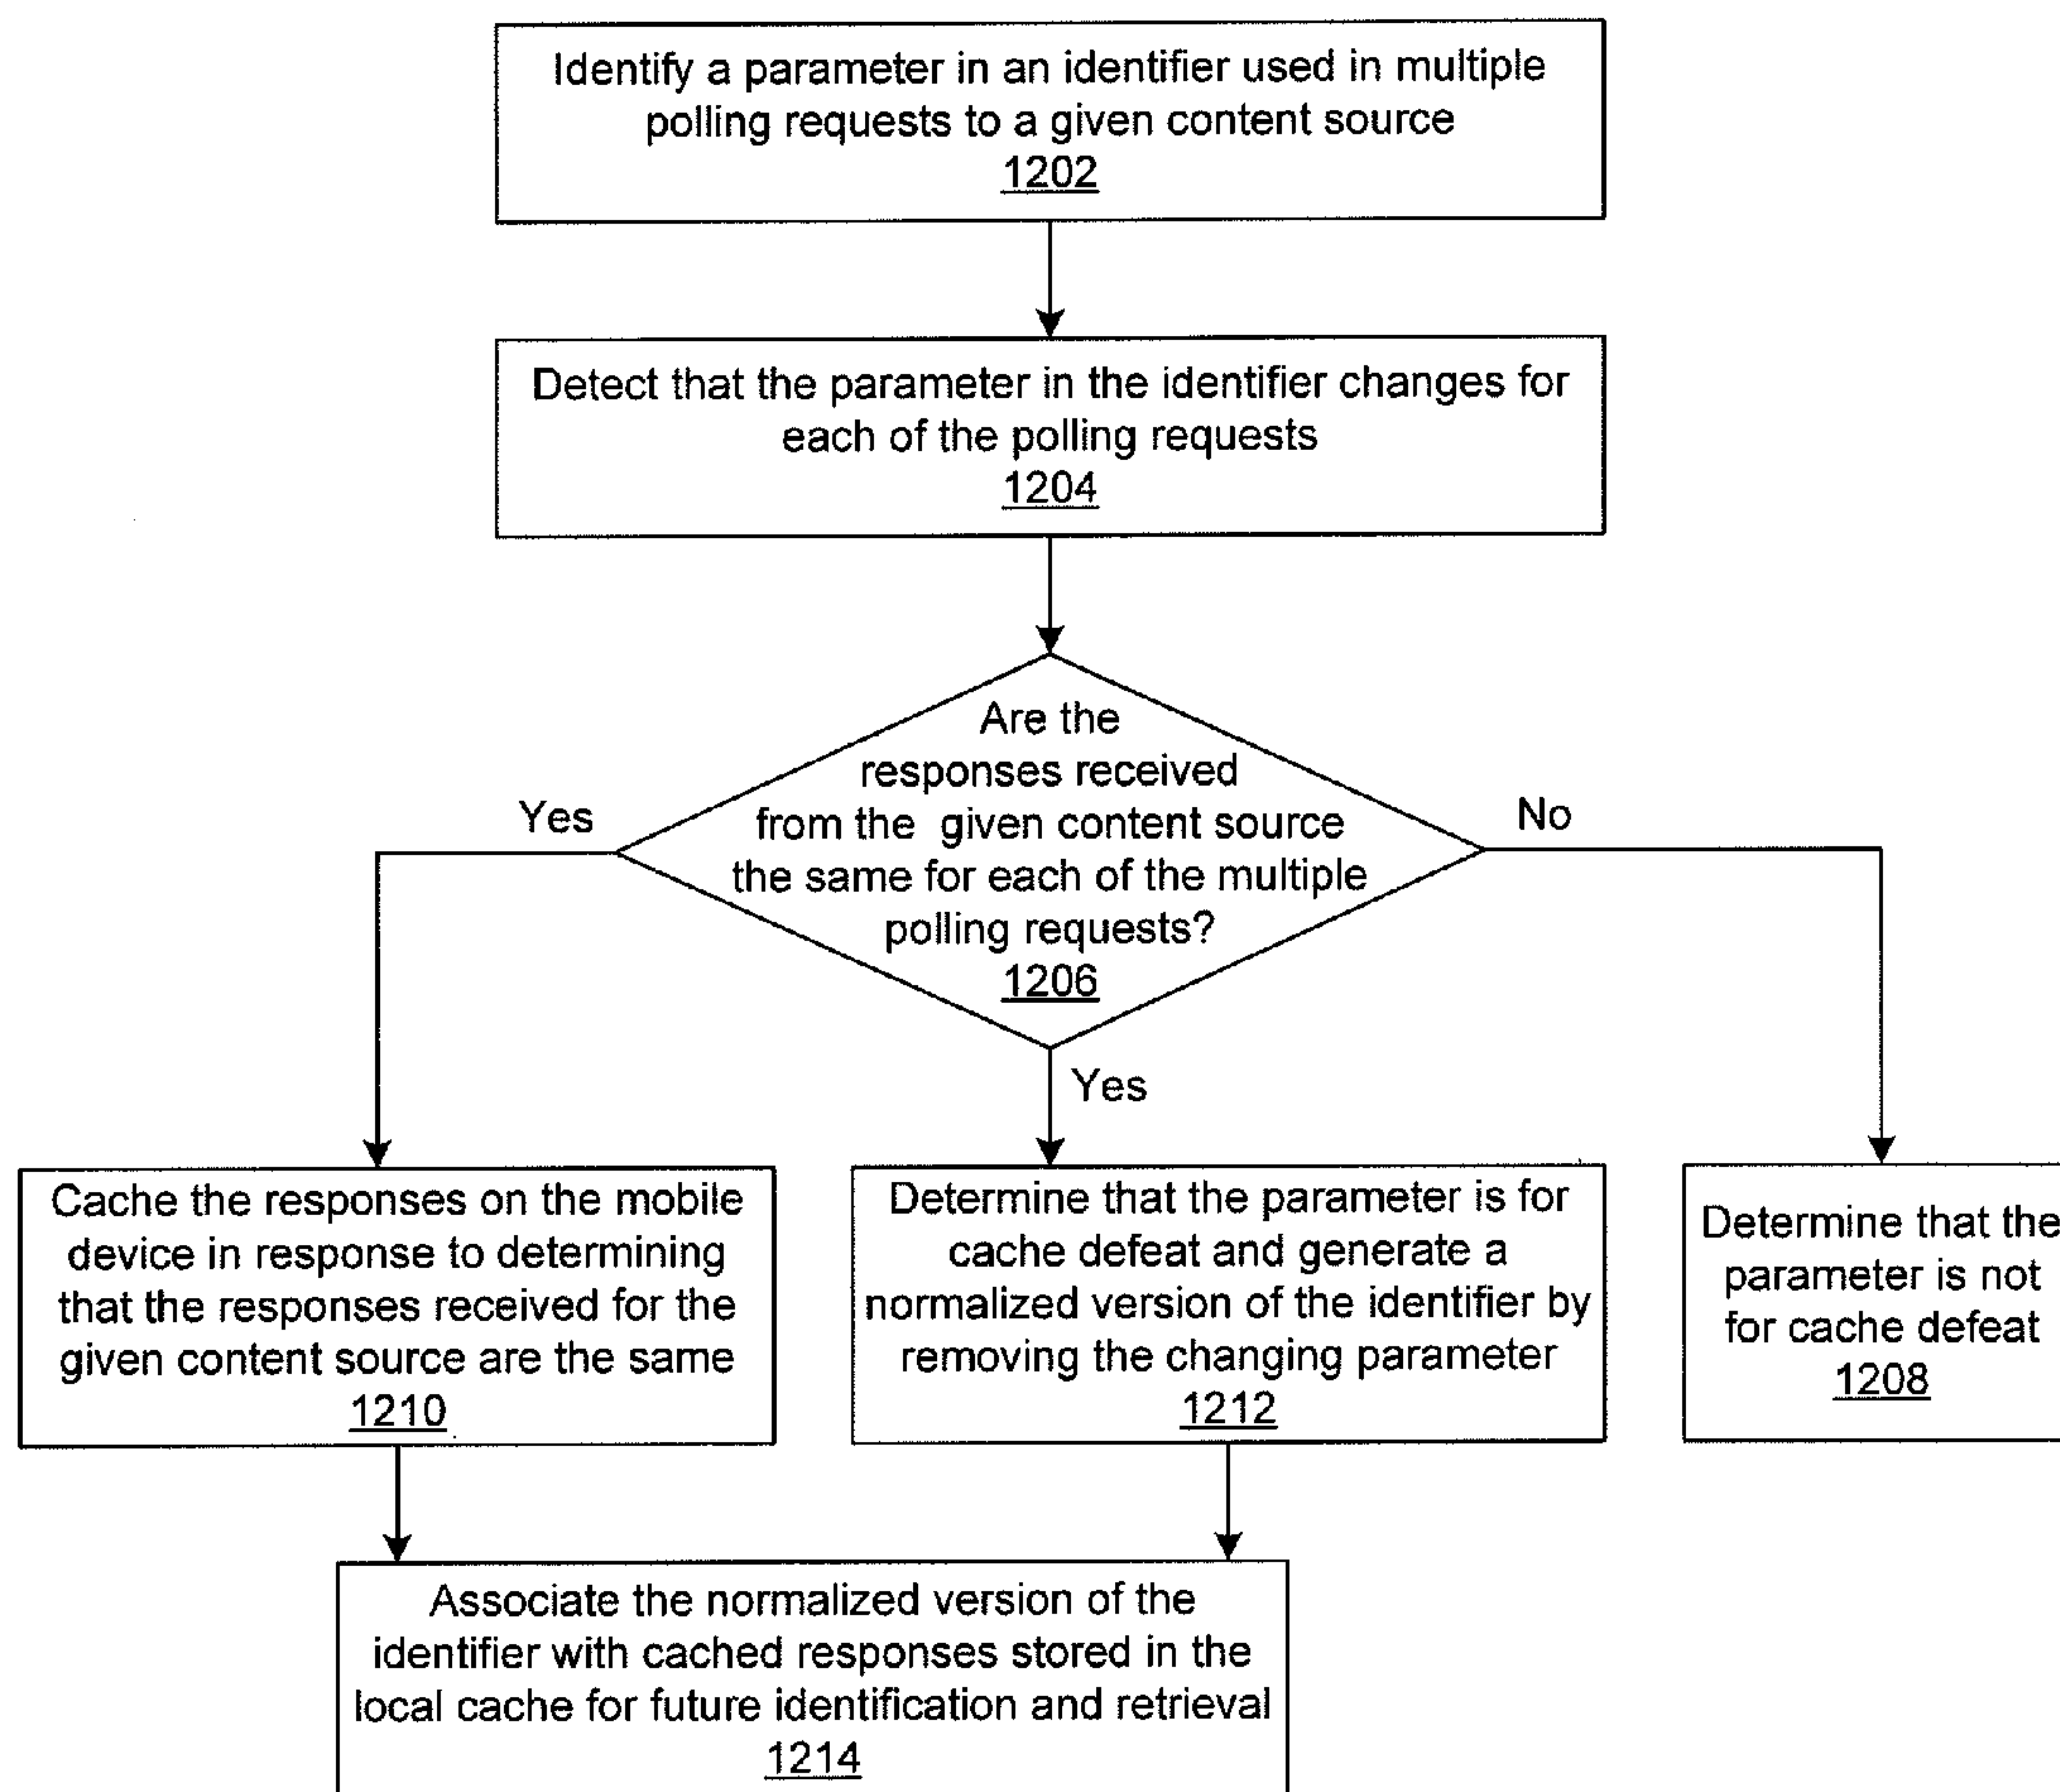 Identify a parameter in an identifier used in multiple
polling requests to a given content source
1202
Detect that the parameter in the identifier changes for
each of the polling requests
1204
Are the
responses received
from the given content source
the same for each of the multiple
polling requests?
1206
Yes
No
Yes
Cache the responses on the mobile
device in response to determining
that the responses received for the
given content source are the same
1210
Determine that the parameter is for
cache defeat and generate a
normalized version of the identifier by
removing the changing parameter
1212
Determine that the
parameter is not
for cache defeat
1208
Associate the normalized version of the
identifier with cached responses stored in the
local cache for future identification and retrieval
1214